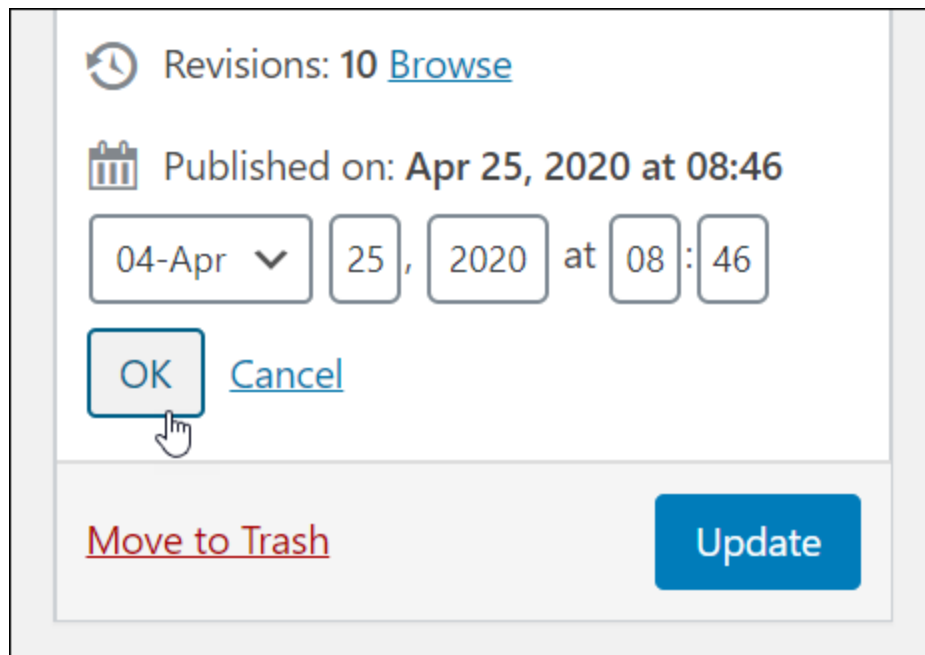 Revisions: 10 Browse
Published on: Apr 25, 2020 at 08:46
04-Apr 25, 2020 at 08:46
OK Cancel
Move to Trash Update